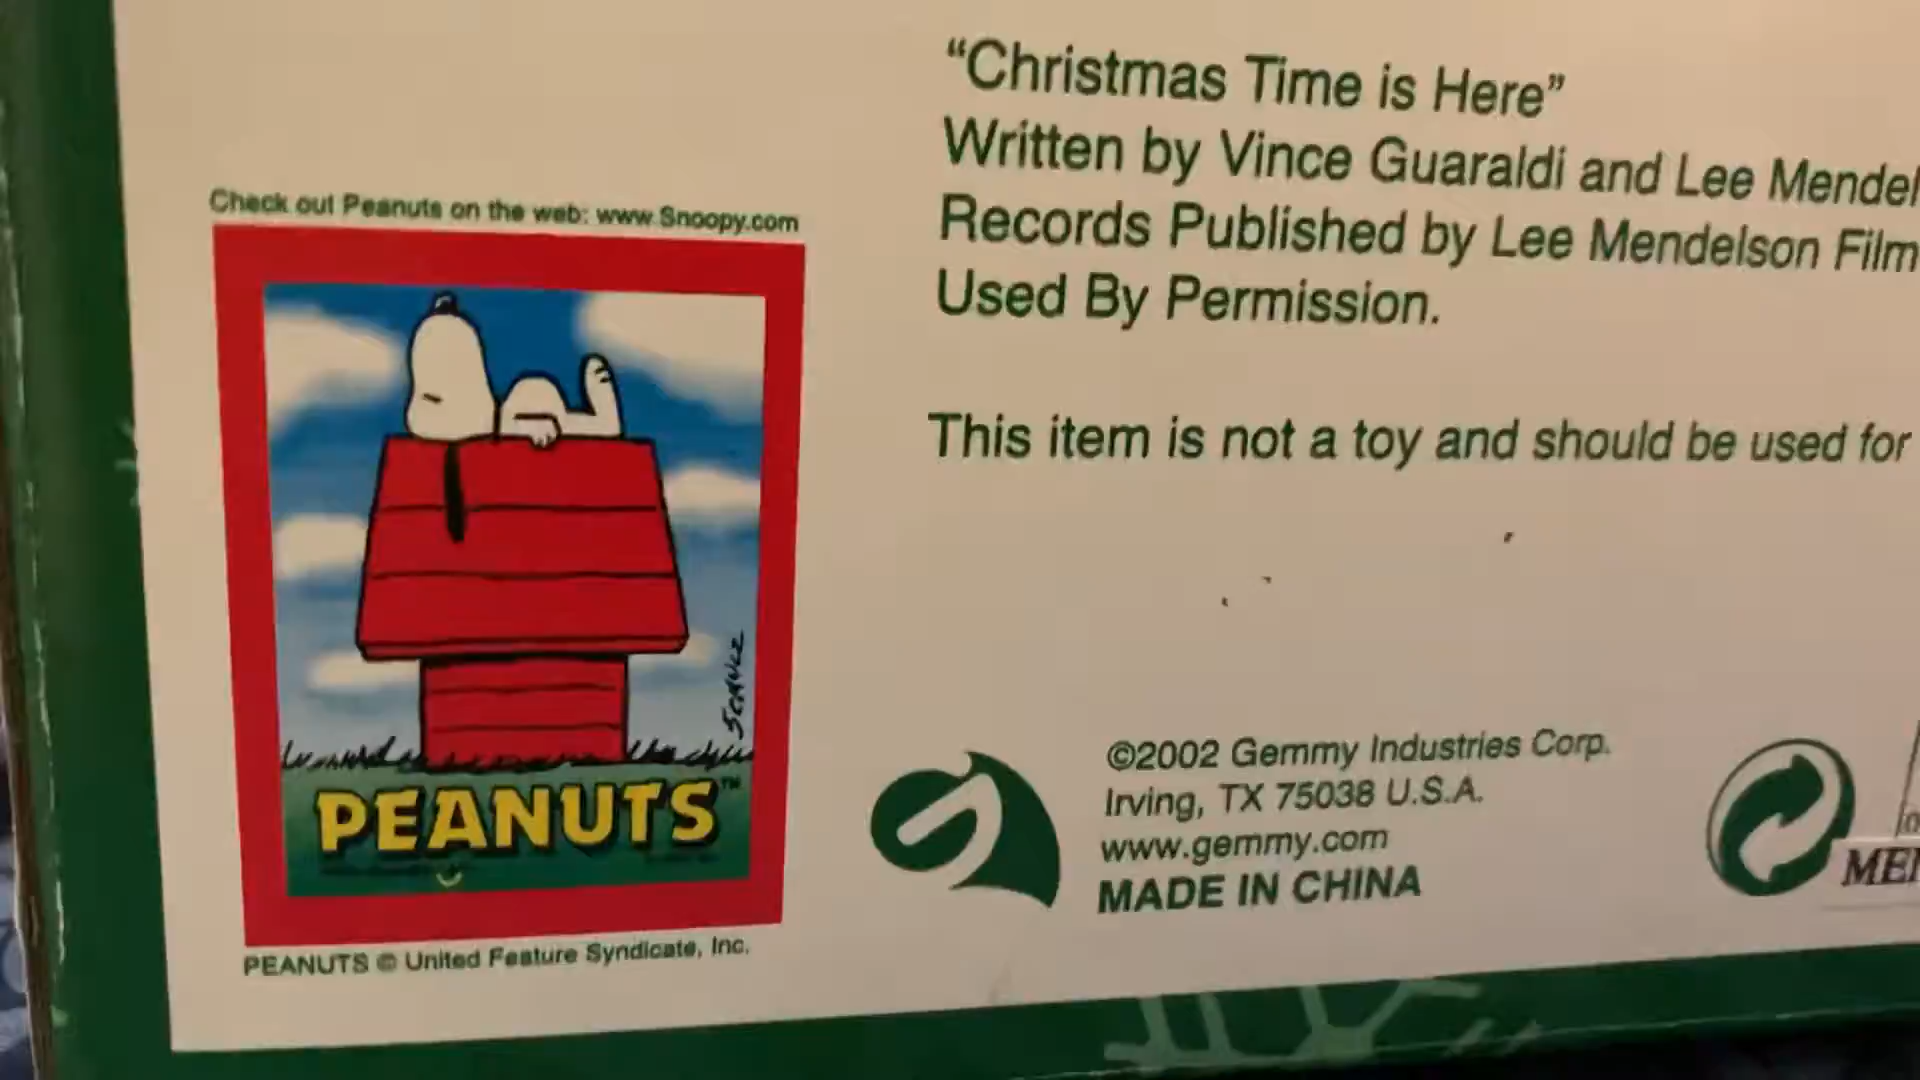 “Christmas Time is Here”
Written by Vince Guaraldi and Lee Mendel
Records Published by Lee Mendelson Film
Used By Permission.
This item is not a toy and should be used for
Check out Peanuts on the web: www.Snoopy.com
SCHULZ
PEANUTS™
PEANUTS © United Feature Syndicate, Inc.
©2002 Gemmy Industries Corp.
Irving, TX 75038 U.S.A.
www.gemmy.com
MADE IN CHINA